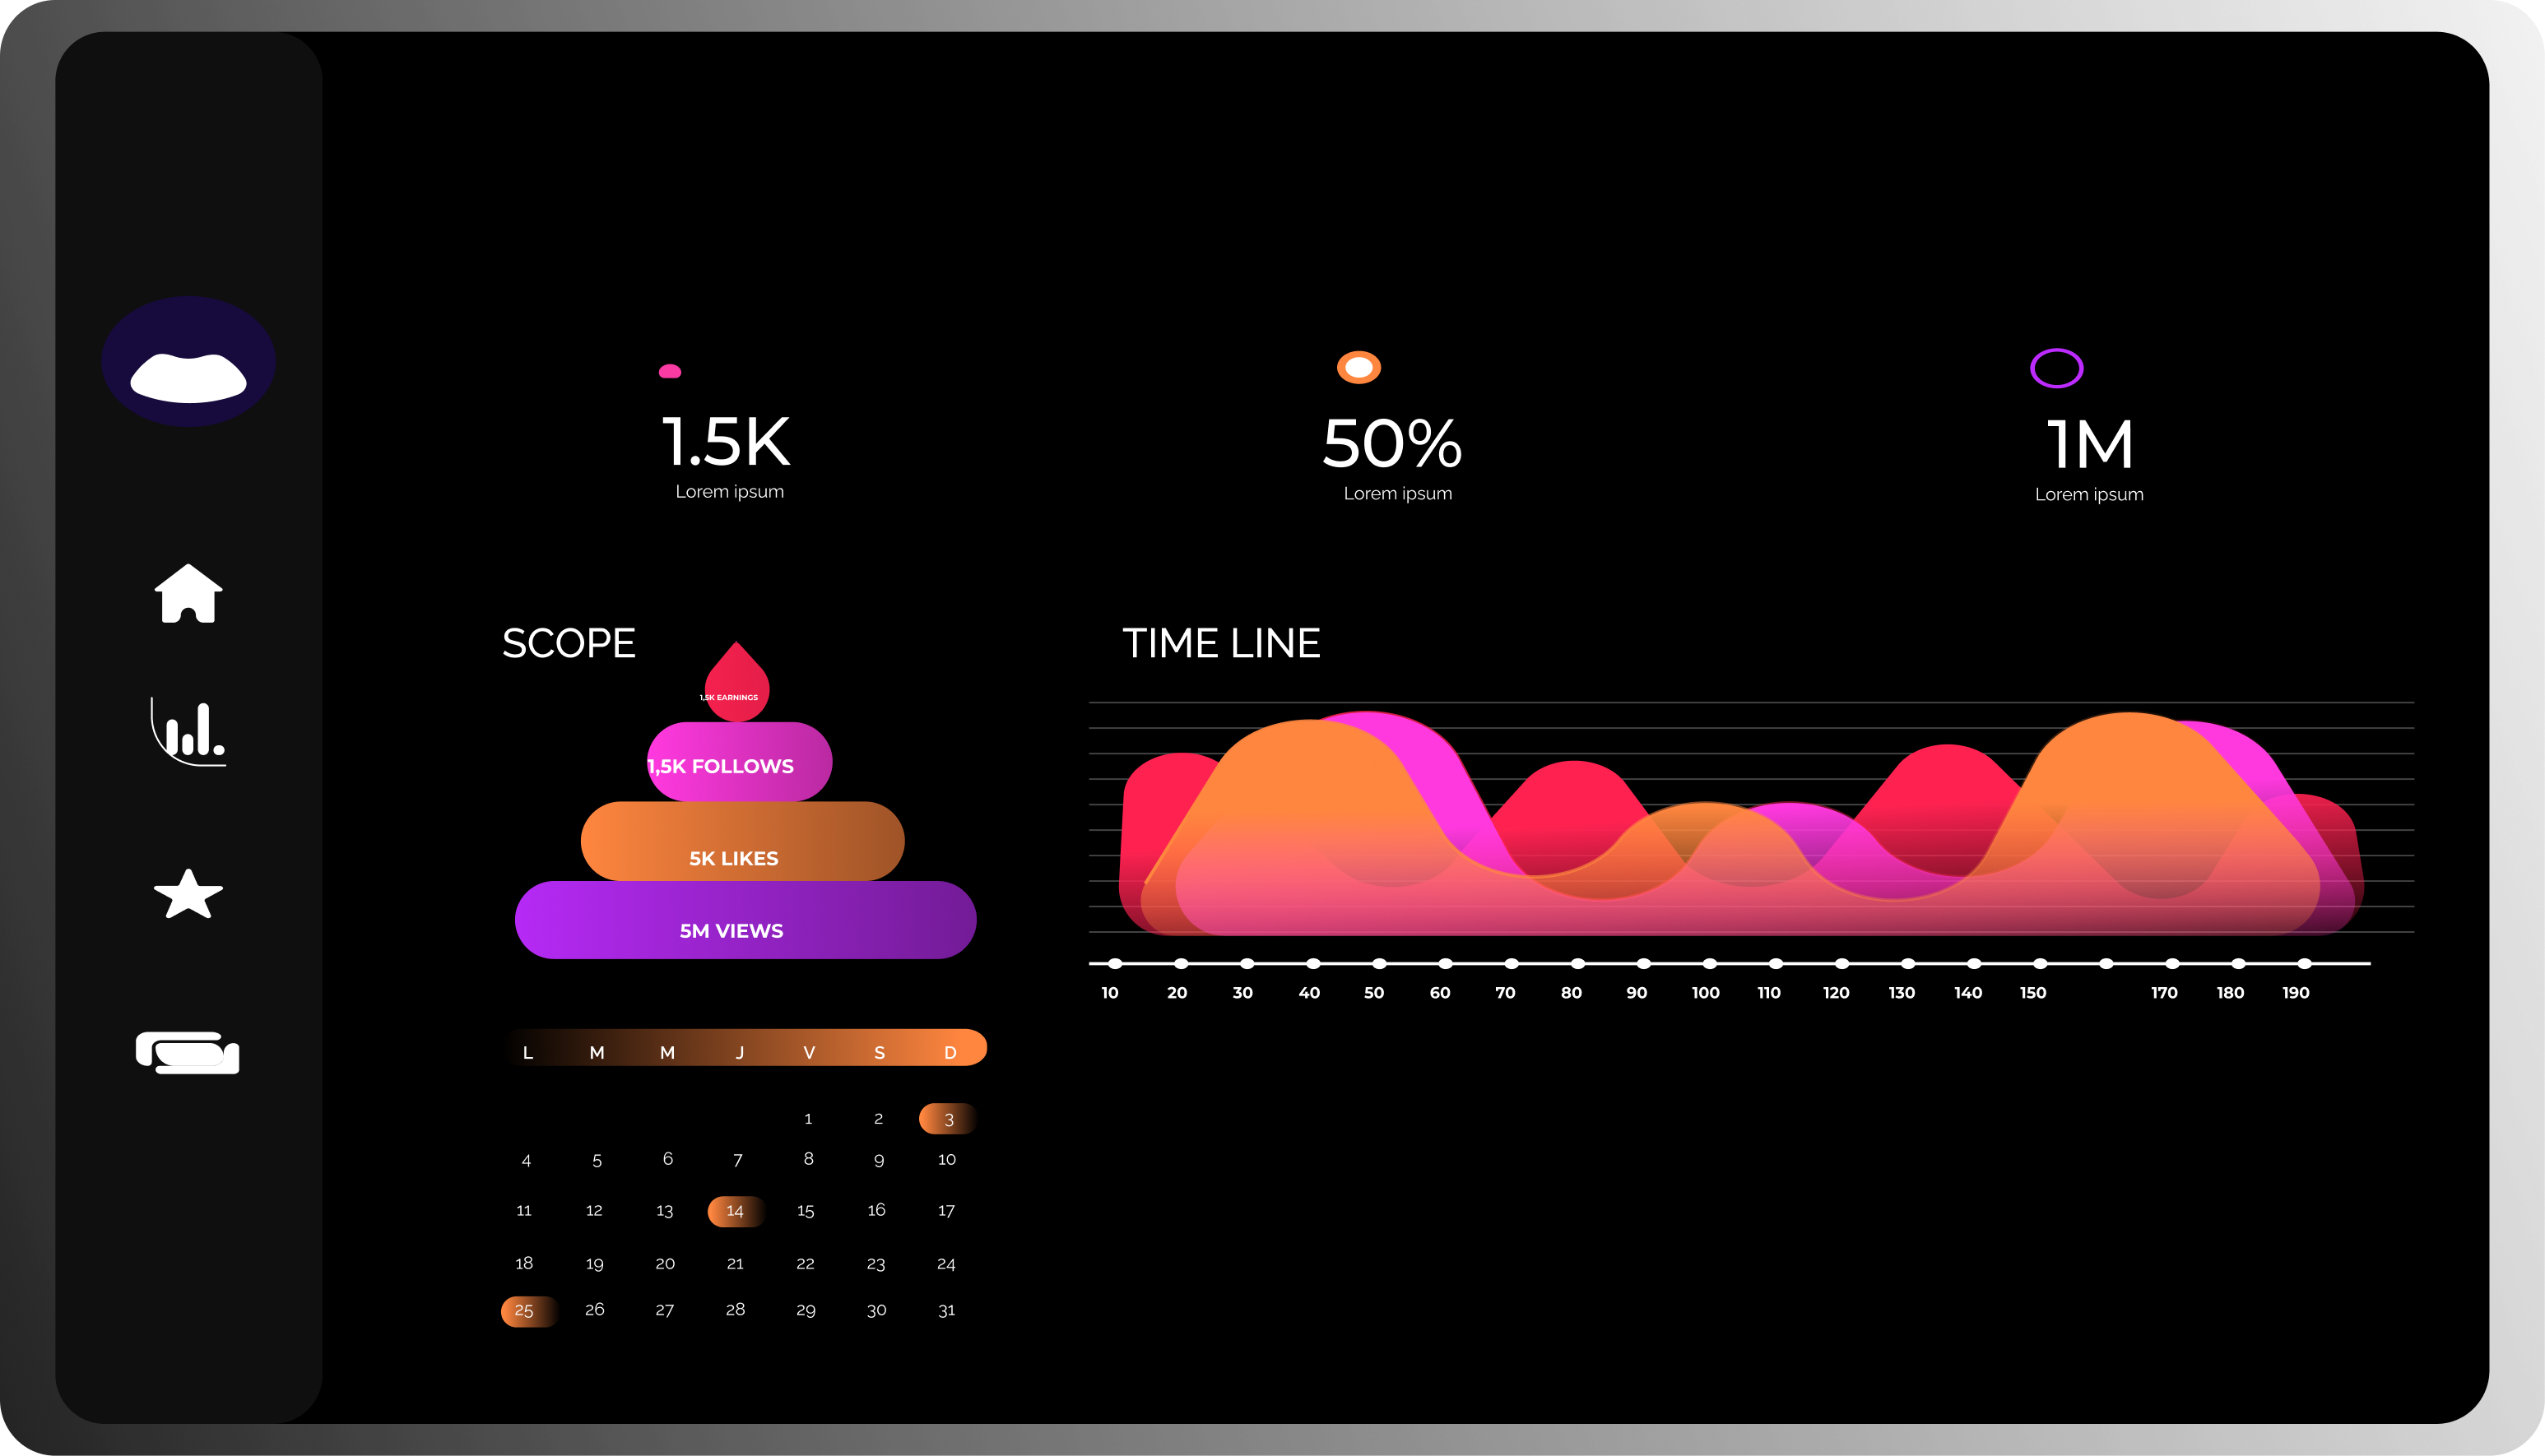 1.5K
Lorem ipsum
50%
Lorem ipsum
1M
Lorem ipsum
SCOPE
1,5K EARNINGS
1,5K FOLLOWS
5K LIKES
5M VIEWS
TIME LINE
10 20 30 40 50 60 70 80 90 100 110 120 130 140 150 170 180 190
L M M J V S D
1 2 3
4 5 6 7 8 9 10
11 12 13 14 15 16 17
18 19 20 21 22 23 24
25 26 27 28 29 30 31